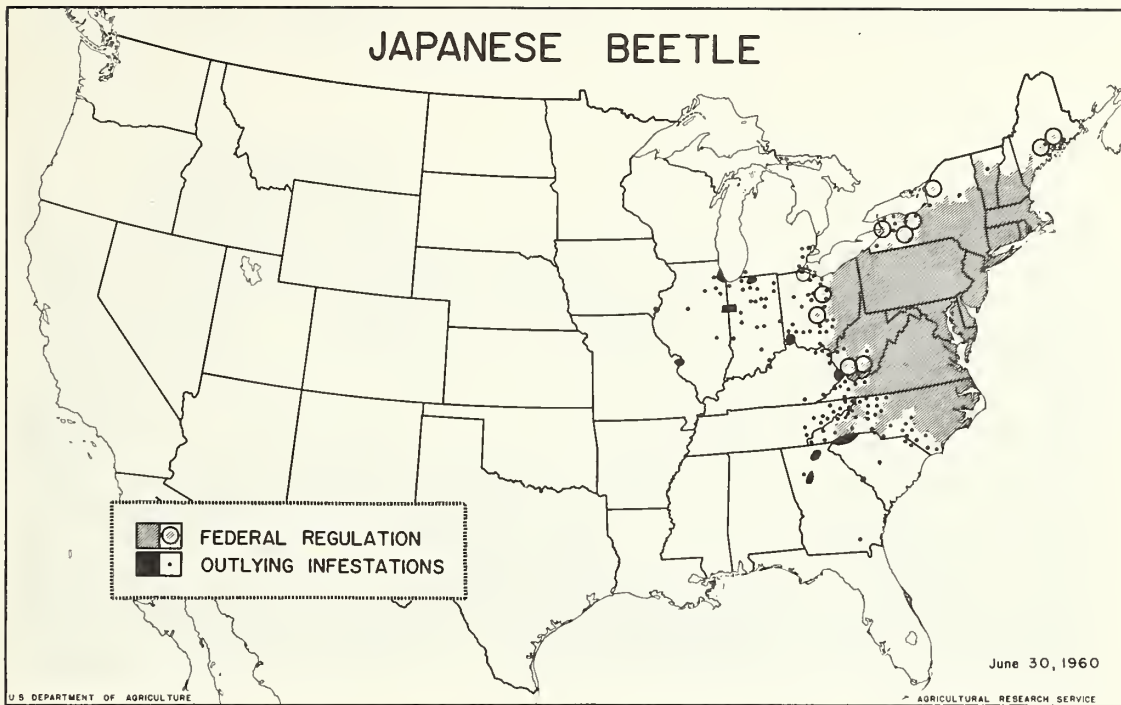 JAPANESE BEETLE
FEDERAL REGULATION
OUTLYING INFESTATIONS
June 30, 1960
U S DEPARTMENT OF AGRICULTURE
AGRICULTURAL RESEARCH SERVICE